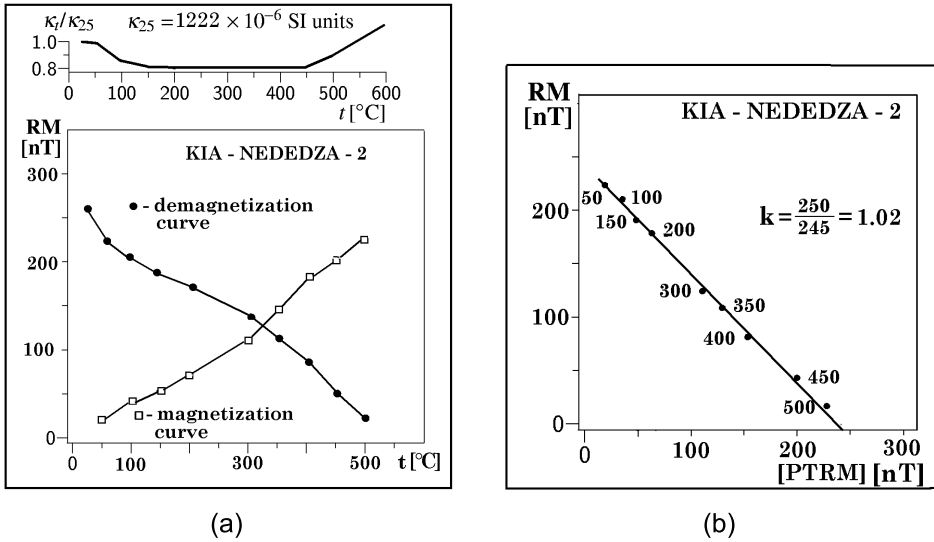 κt/κ25 κ25 = 1222 × 10−6 SI units
1.0
0.8
0 100 200 300 400 500 600
t [°C]
RM
[nT]
KIA - NEDEDZA - 2
300
- demagnetization
curve
200
100
- magnetization
curve
0
0 100 300 500 t [°C]
(a)
RM
[nT]
KIA - NEDEDZA - 2
200
50 100
150 200
k = 250/245 = 1.02
300 350
100
400
450
500
0
0 100 200 300
[PTRM] [nT]
(b)